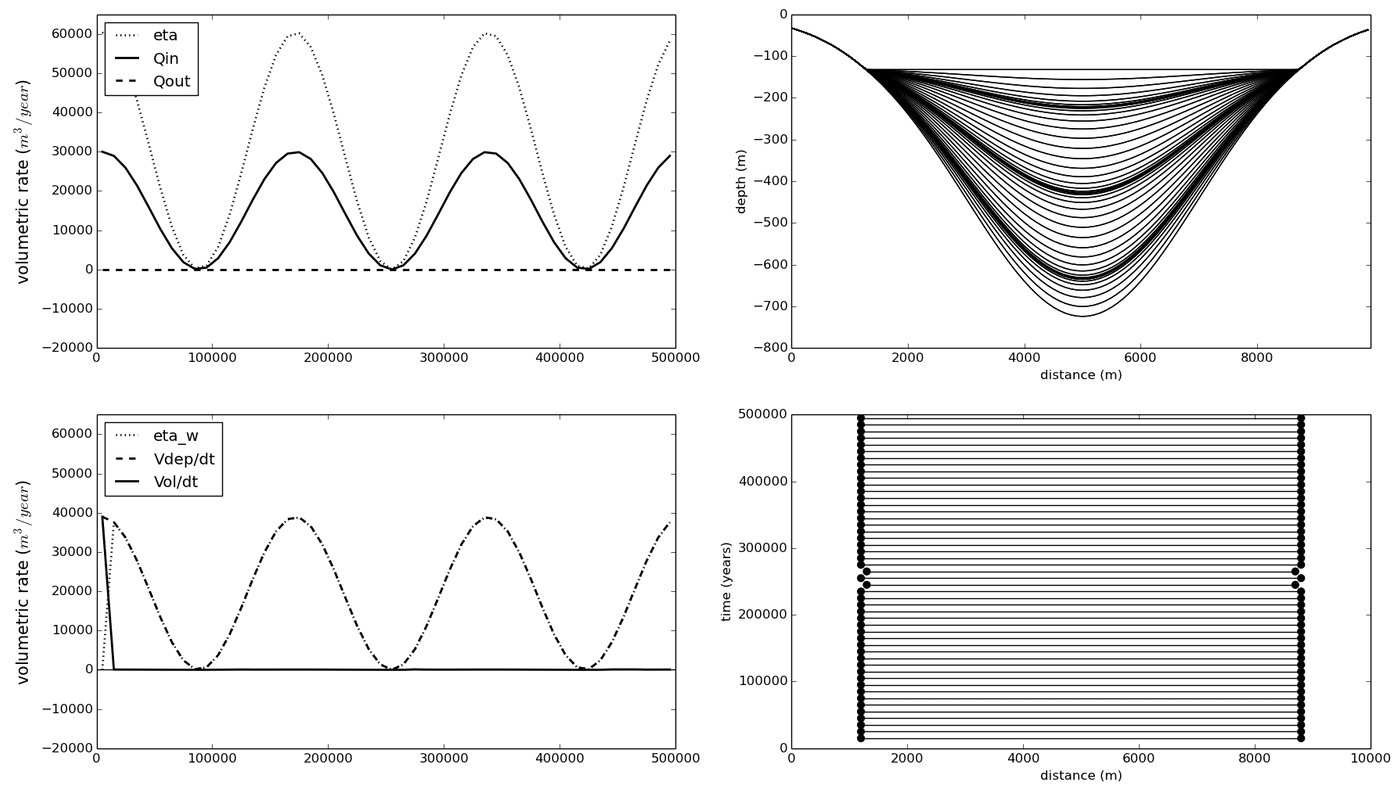 60000
50000
40000
30000
20000
10000
0
−10000
−20000
volumetric rate (m³/year)
eta
Qin
Qout
0 100000 200000 300000 400000 500000
0
−100
−200
−300
−400
−500
−600
−700
−800
depth (m)
0 2000 4000 6000 8000
distance (m)
60000
50000
40000
30000
20000
10000
0
−10000
−20000
volumetric rate (m³/year)
eta_w
Vdep/dt
Vol/dt
0 100000 200000 300000 400000 500000
500000
400000
300000
200000
100000
0
time (years)
0 2000 4000 6000 8000 10000
distance (m)